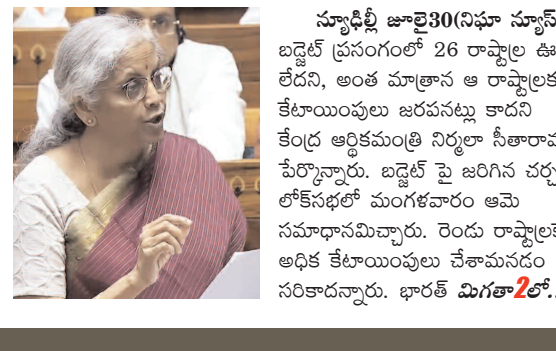 న్యూఢిల్లీ జూలై30(నిఘా న్యూస్
బడ్జెట్ ప్రసంగంలో 26 రాష్ట్రాల ఊ
లేదని, అంత మాత్రాన ఆ రాష్ట్రాలక
కేటాయింపులు జరపనట్లు కాదని
కేంద్ర ఆర్థికమంత్రి నిర్మలా సీతారావ
పేర్కొన్నారు. బడ్జెట్ పై జరిగిన చర్చ
లోక్‌సభలో మంగళవారం ఆమె
సమాధానమిచ్చారు. రెండు రాష్ట్రాలక
అధిక కేటాయింపులు చేశామనడం
సరికాదన్నారు. భారత్ మిగతా2లో..